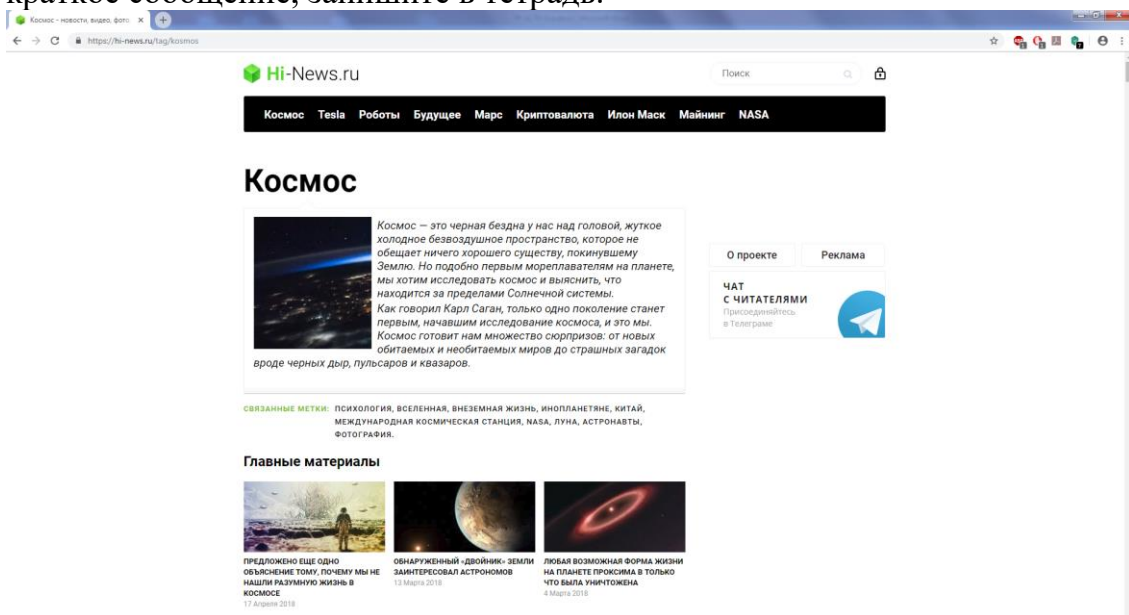 краткое сообщение, запишите в тетрадь.
Космос - новости, видео, фото.
https://hi-news.ru/tag/kosmos
Hi-News.ru
Поиск
Космос Tesla Роботы Будущее Марс Криптовалюта Илон Маск Майнинг NASA
Космос
Космос — это черная бездна у нас над головой, жуткое
холодное безвоздушное пространство, которое не
обещает ничего хорошего существу, покинувшему
Землю. Но подобно первым мореплавателям на планете,
мы хотим исследовать космос и выяснить, что
находится за пределами Солнечной системы.
Как говорил Карл Саган, только одно поколение станет
первым, начавшим исследование космоса, и это мы.
Космос готовит нам множество сюрпризов: от новых
обитаемых и необитаемых миров до страшных загадок
вроде черных дыр, пульсаров и квазаров.
О проекте Реклама
ЧАТ
С ЧИТАТЕЛЯМИ
Присоединяйтесь
в Телеграме
СВЯЗАННЫЕ МЕТКИ: ПСИХОЛОГИЯ, ВСЕЛЕННАЯ, ВНЕЗЕМНАЯ ЖИЗНЬ, ИНОПЛАНЕТЯНЕ, КИТАЙ,
МЕЖДУНАРОДНАЯ КОСМИЧЕСКАЯ СТАНЦИЯ, NASA, ЛУНА, АСТРОНАВТЫ,
ФОТОГРАФИЯ.
Главные материалы
ПРЕДЛОЖЕНО ЕЩЕ ОДНО
ОБЪЯСНЕНИЕ ТОМУ, ПОЧЕМУ МЫ НЕ
НАШЛИ РАЗУМНУЮ ЖИЗНЬ В
КОСМОСЕ
17 Апреля 2018
ОБНАРУЖЕННЫЙ «ДВОЙНИК» ЗЕМЛИ
ЗАИНТЕРЕСОВАЛ АСТРОНОМОВ
13 Марта 2018
ЛЮБАЯ ВОЗМОЖНАЯ ФОРМА ЖИЗНИ
НА ПЛАНЕТЕ ПРОКСИМА B ТОЛЬКО
ЧТО БЫЛА УНИЧТОЖЕНА
4 Марта 2018